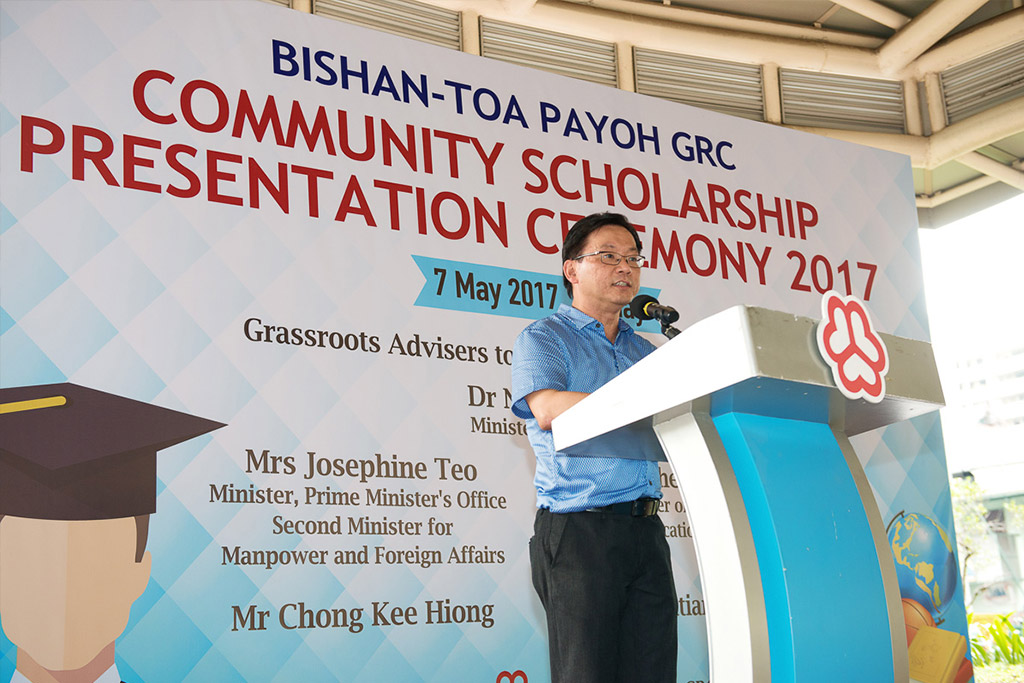 BISHAN-TOA PAYOH GRC
COMMUNITY SCHOLARSHIP
PRESENTATION CEREMONY 2017
7 May 2017
Grassroots Advisers to
Dr
Mrs Josephine Teo
Minister, Prime Minister's Office
Second Minister for
Manpower and Foreign Affairs
Mr Chong Kee Hiong